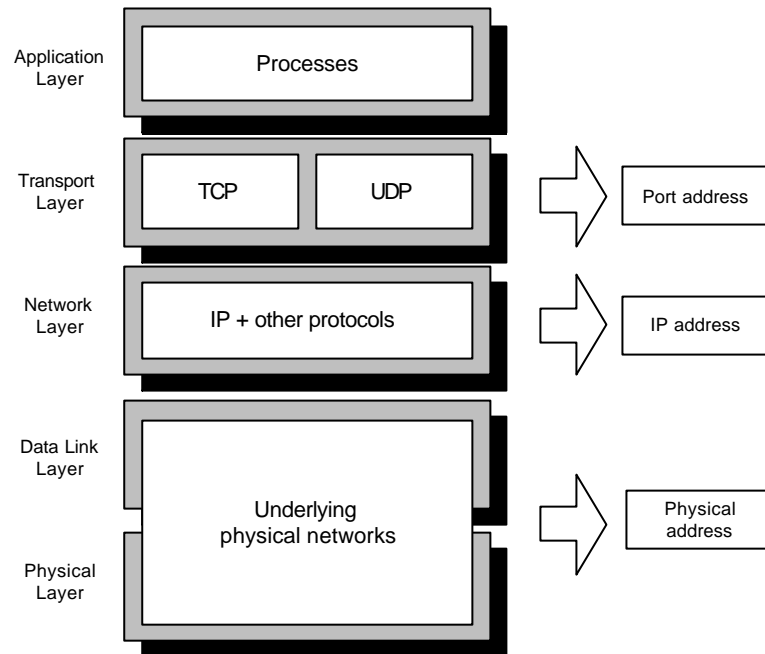 Application
Layer
Processes
Transport
Layer
TCP
UDP
Port address
Network
Layer
IP + other protocols
IP address
Data Link
Layer
Underlying
physical networks
Physical
address
Physical
Layer